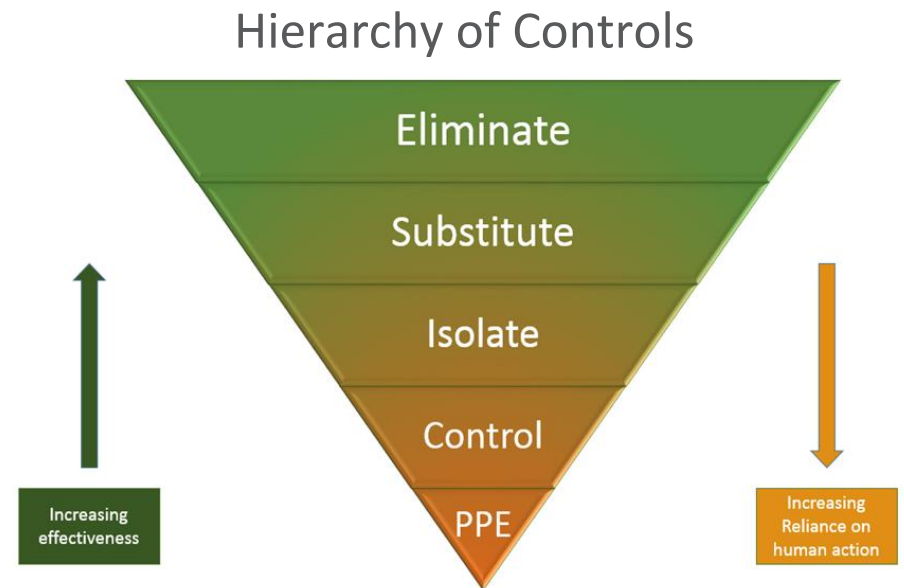 Hierarchy of Controls
Eliminate
Substitute
Isolate
Control
PPE
Increasing
effectiveness
Increasing
Reliance on
human action